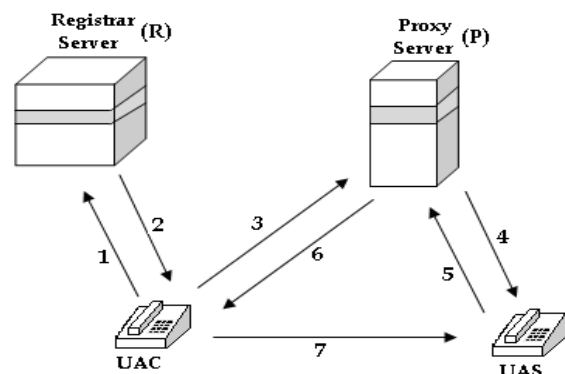 Registrar
Server (R)
Proxy
Server (P)
1
2
3
4
5
6
7
UAC
UAS